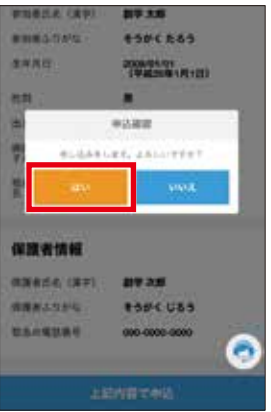 参加者氏名（漢字） 創学 太郎
参加者ふりがな そうがく たろう
生年月日 2008/01/01
（平成20年1月1日）
性別 男
申込確認
申し込みをします。よろしいですか？
はい いいえ
保護者情報
保護者氏名（漢字） 創学 次郎
保護者ふりがな そうがく じろう
緊急の電話番号 000-0000-0000
上記内容で申込